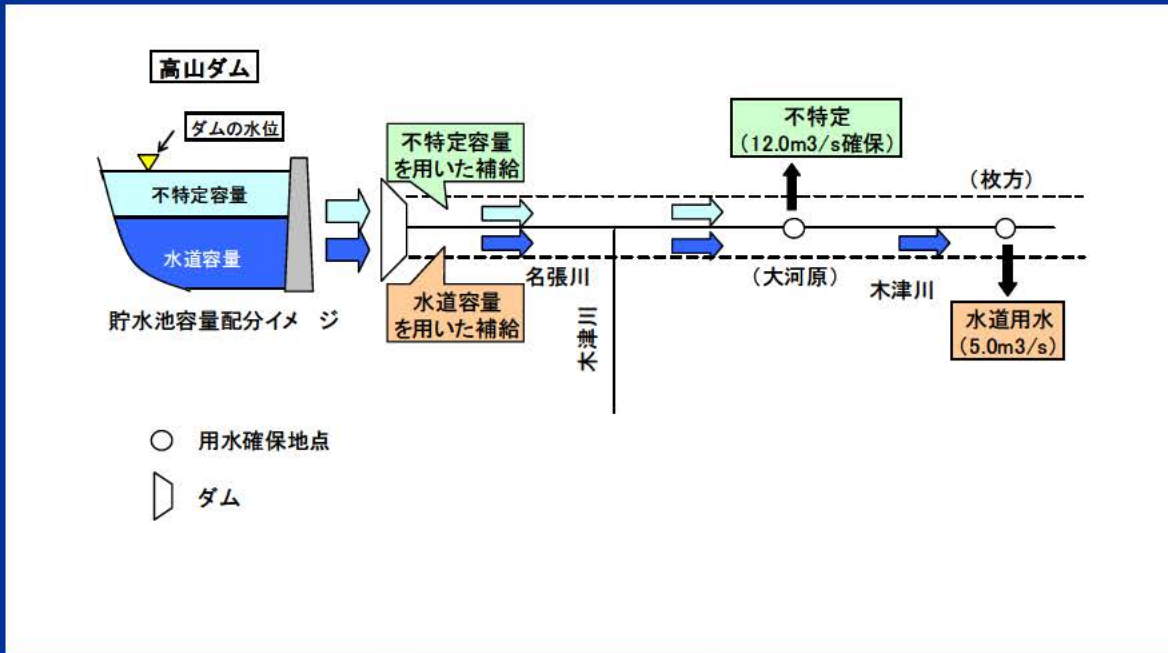 高山ダム
ダムの水位
不特定容量
水道容量
貯水池容量配分イメ ジ
不特定容量
を用いた補給
水道容量
を用いた補給
名張川
木津川
不特定
(12.0m3/s確保)
(大河原)
木津川
(枚方)
水道用水
(5.0m3/s)
用水確保地点
ダム